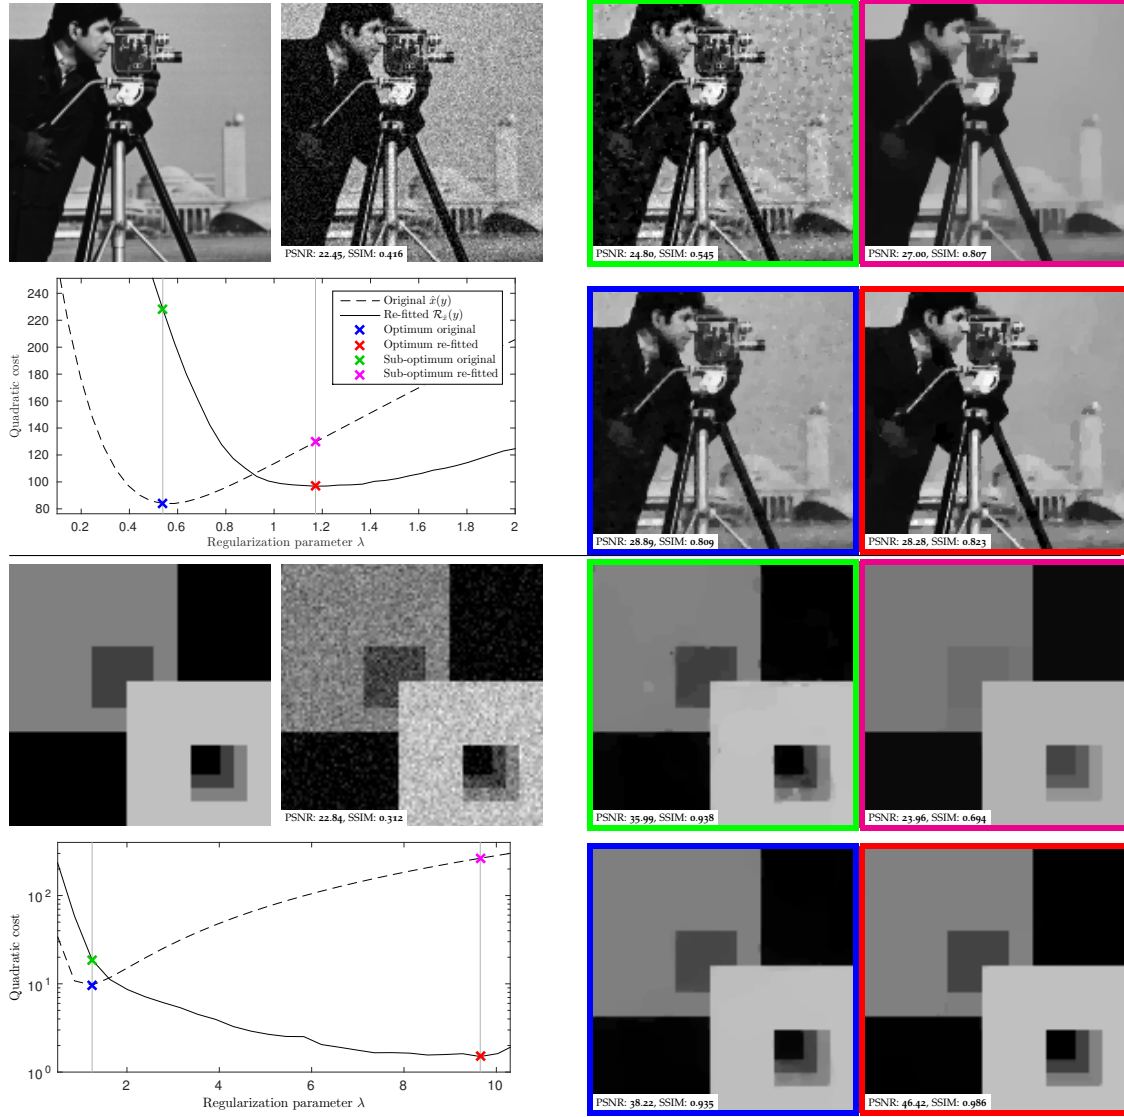 PSNR: 22.45, SSIM: 0.416
PSNR: 24.80, SSIM: 0.545
PSNR: 27.00, SSIM: 0.807
Quadratic cost
240
220
200
180
160
140
120
100
80
0.2 0.4 0.6 0.8 1 1.2 1.4 1.6 1.8 2
Regularization parameter λ
Original x̂(y)
Re-fitted R_x̂(y)
Optimum original
Optimum re-fitted
Sub-optimum original
Sub-optimum re-fitted
PSNR: 28.89, SSIM: 0.809
PSNR: 28.28, SSIM: 0.823
PSNR: 22.84, SSIM: 0.312
PSNR: 35.99, SSIM: 0.938
PSNR: 23.96, SSIM: 0.694
Quadratic cost
10²
10¹
10⁰
2 4 6 8 10
Regularization parameter λ
PSNR: 38.22, SSIM: 0.935
PSNR: 46.42, SSIM: 0.986